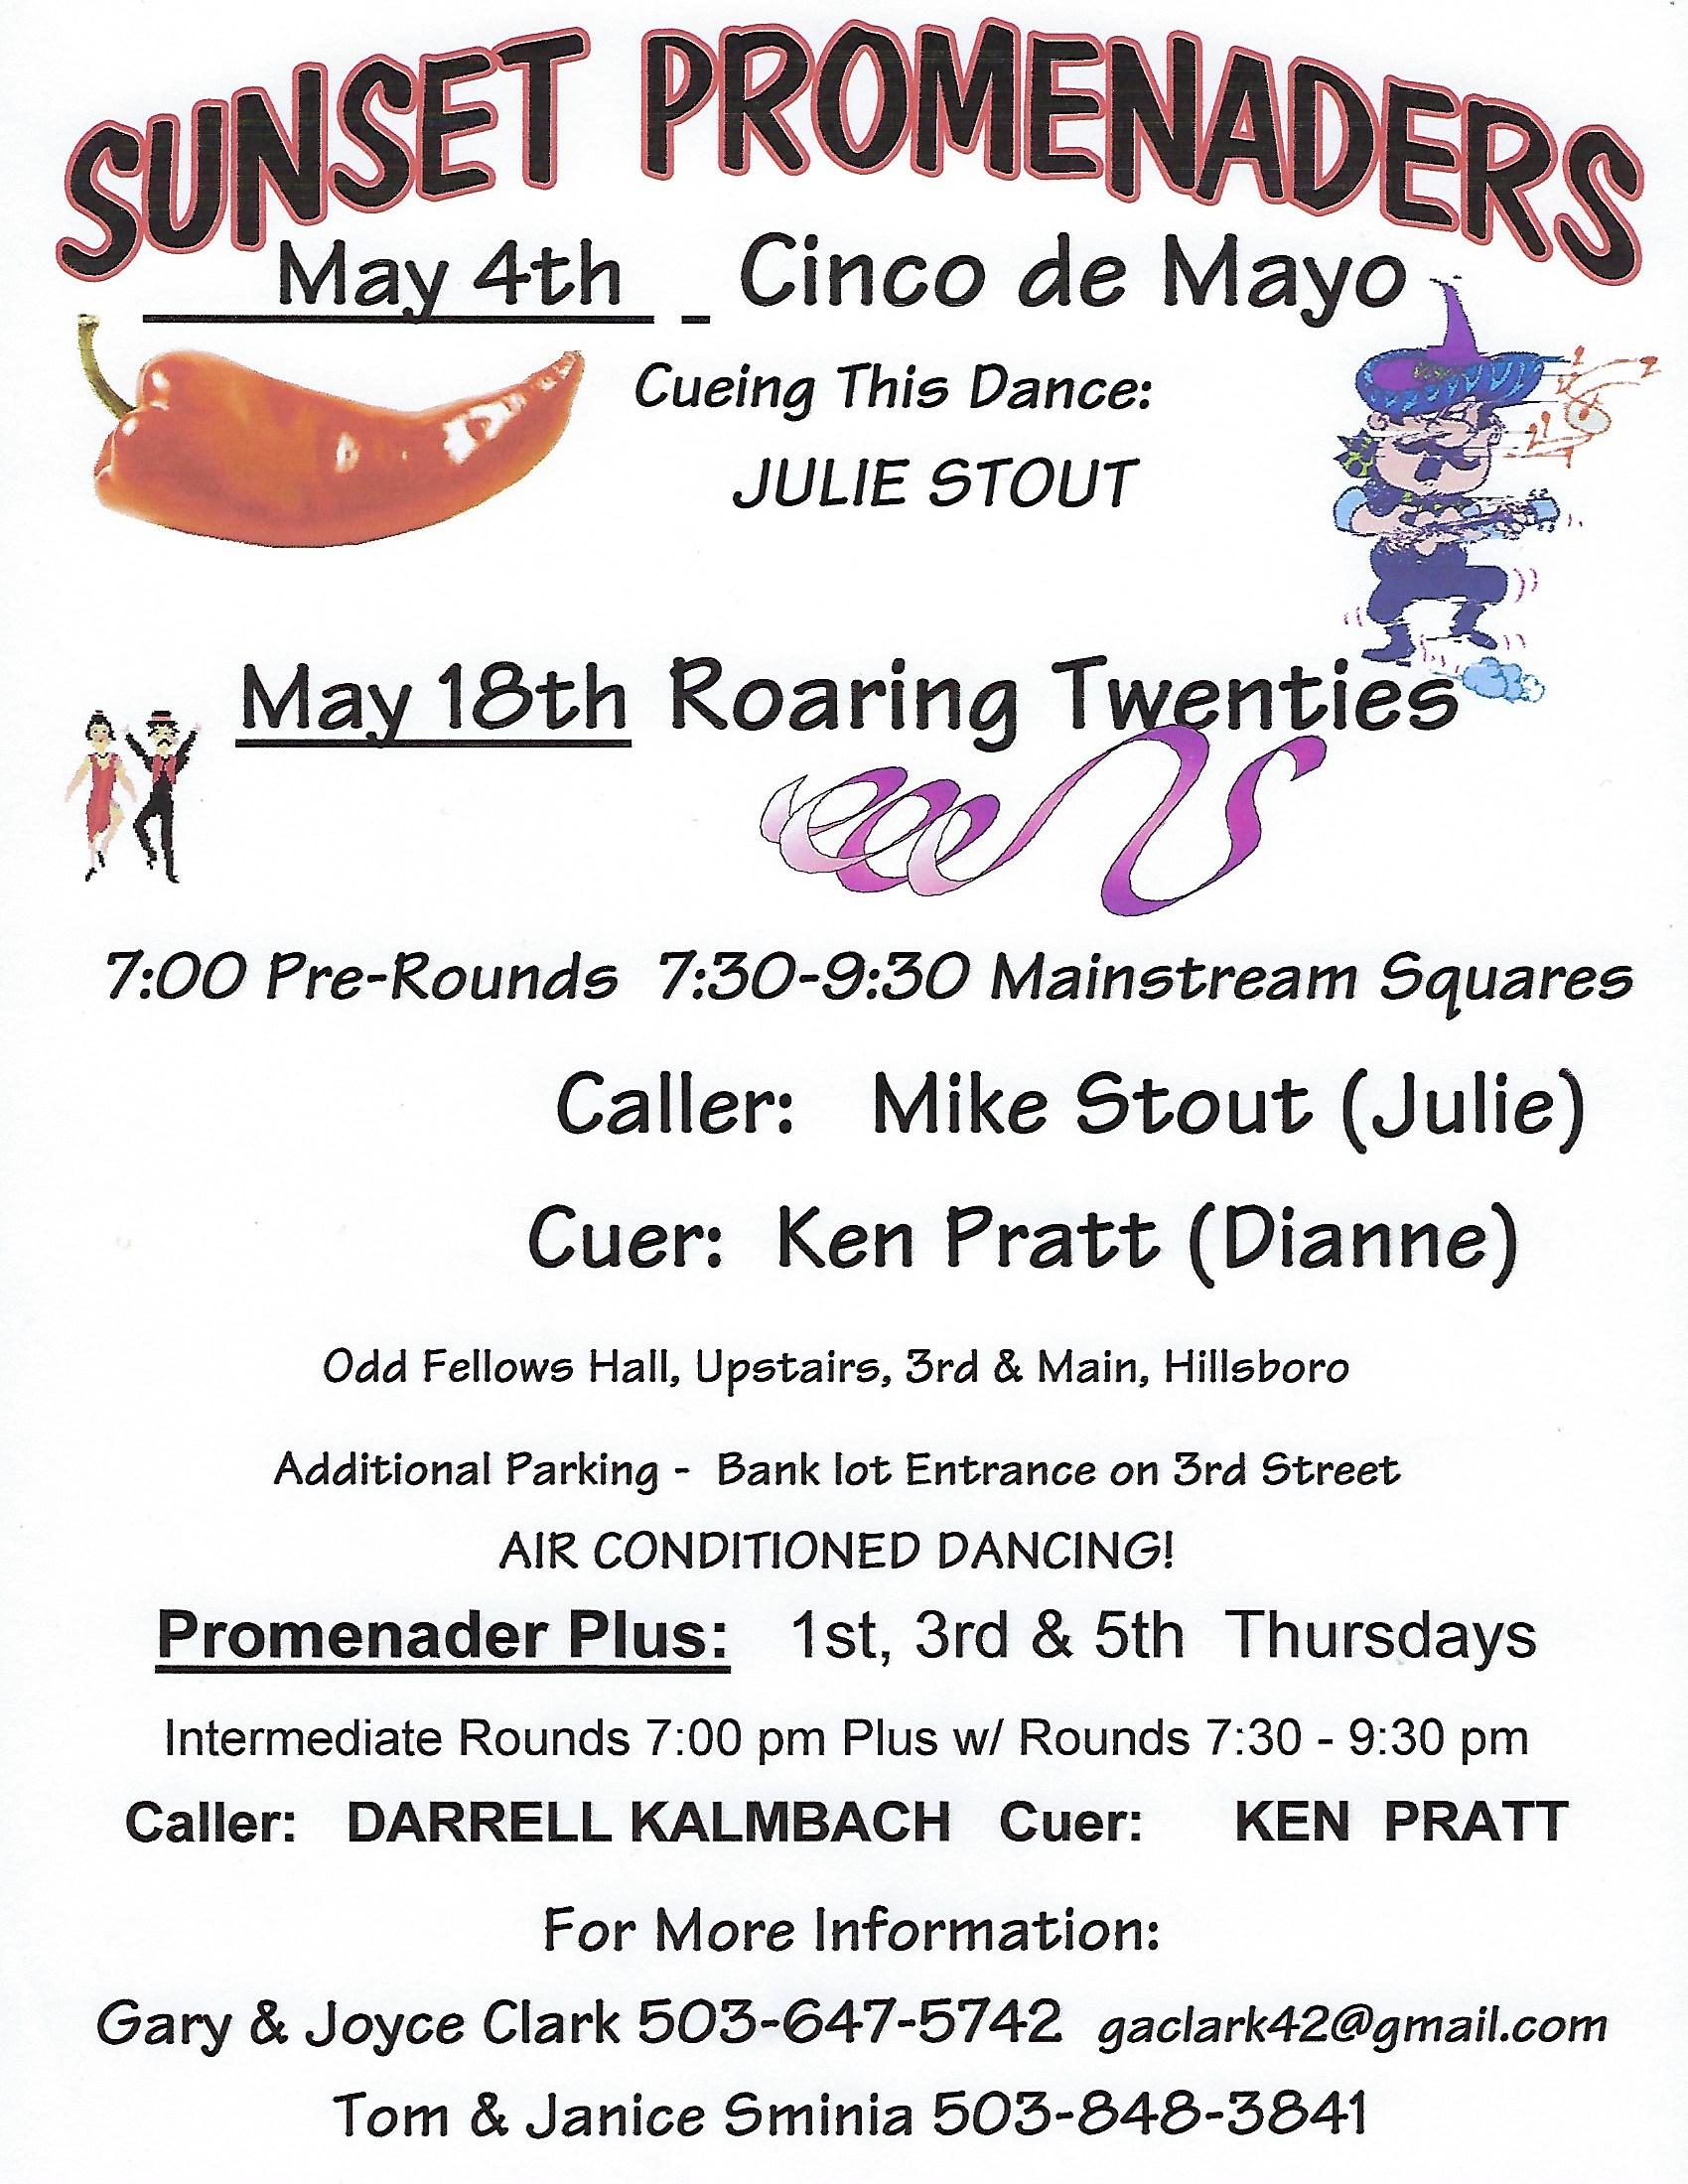 SUNSET PROMENADERS
May 4th _ Cinco de Mayo
Cueing This Dance:
JULIE STOUT
May 18th Roaring Twenties
7:00 Pre-Rounds 7:30-9:30 Mainstream Squares
Caller: Mike Stout (Julie)
Cuer: Ken Pratt (Dianne)
Odd Fellows Hall, Upstairs, 3rd & Main, Hillsboro
Additional Parking - Bank lot Entrance on 3rd Street
AIR CONDITIONED DANCING!
Promenader Plus: 1st, 3rd & 5th Thursdays
Intermediate Rounds 7:00 pm Plus w/ Rounds 7:30 - 9:30 pm
Caller: DARRELL KALMBACH Cuer: KEN PRATT
For More Information:
Gary & Joyce Clark 503-647-5742 gaclark42@gmail.com
Tom & Janice Sminia 503-848-3841